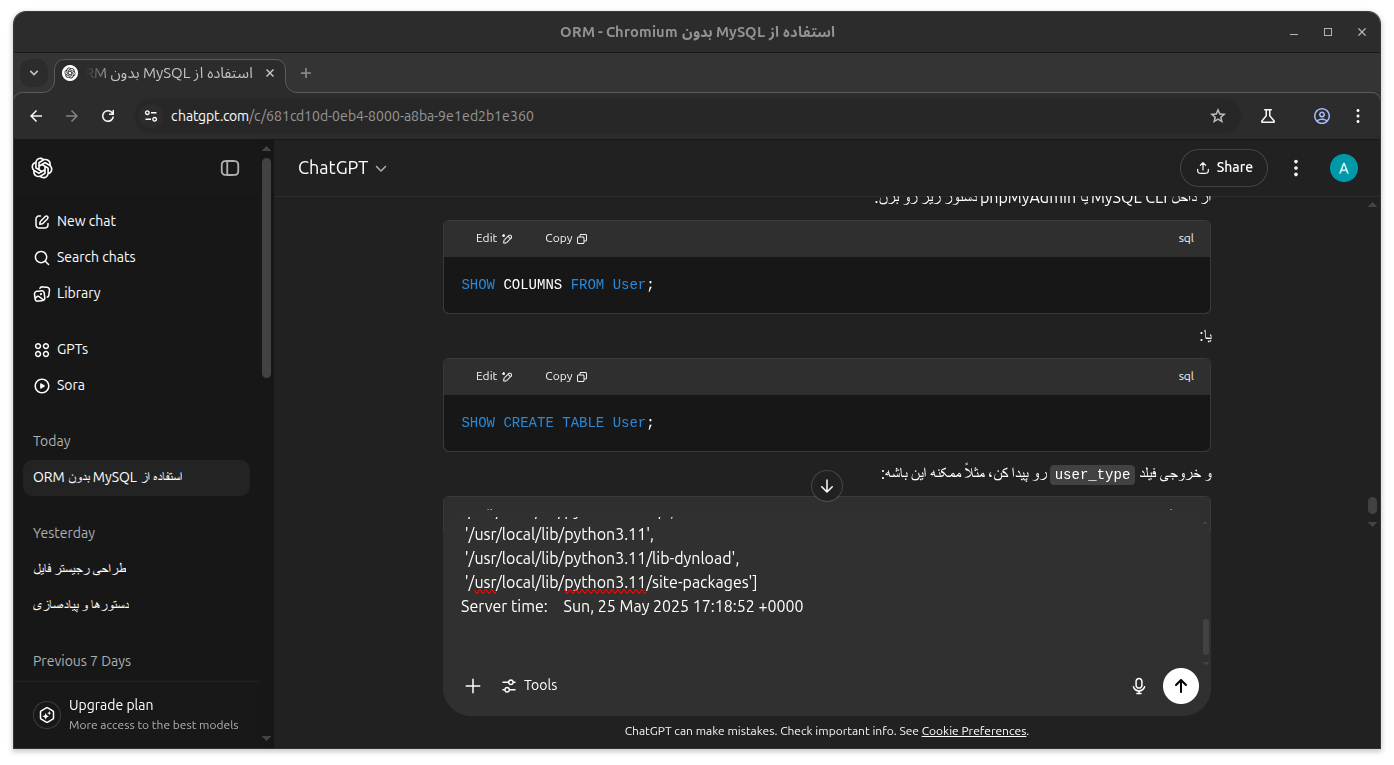 استفاده از MySQL بدون ORM - Chromium
استفاده از MySQL بدون RM
chatgpt.com/c/681cd10d-0eb4-8000-a8ba-9e1ed2b1e360
ChatGPT
Share
A
New chat
Search chats
Library
GPTs
Sora
Today
استفاده از MySQL بدون ORM
Yesterday
طراحی رجیستر فایل
دستورها و پیاده‌سازی
Previous 7 Days
Upgrade plan
More access to the best models
از داخل MySQL CLI یا phpMyAdmin دستور زیر رو بزن:
Edit Copy sql
SHOW COLUMNS FROM User;
یا:
Edit Copy sql
SHOW CREATE TABLE User;
و خروجی فیلد user_type رو پیدا کن، مثلاً ممکنه این باشه:
'/usr/local/lib/python3.11',
'/usr/local/lib/python3.11/lib-dynload',
'/usr/local/lib/python3.11/site-packages']
Server time: Sun, 25 May 2025 17:18:52 +0000
Tools
ChatGPT can make mistakes. Check important info. See Cookie Preferences.